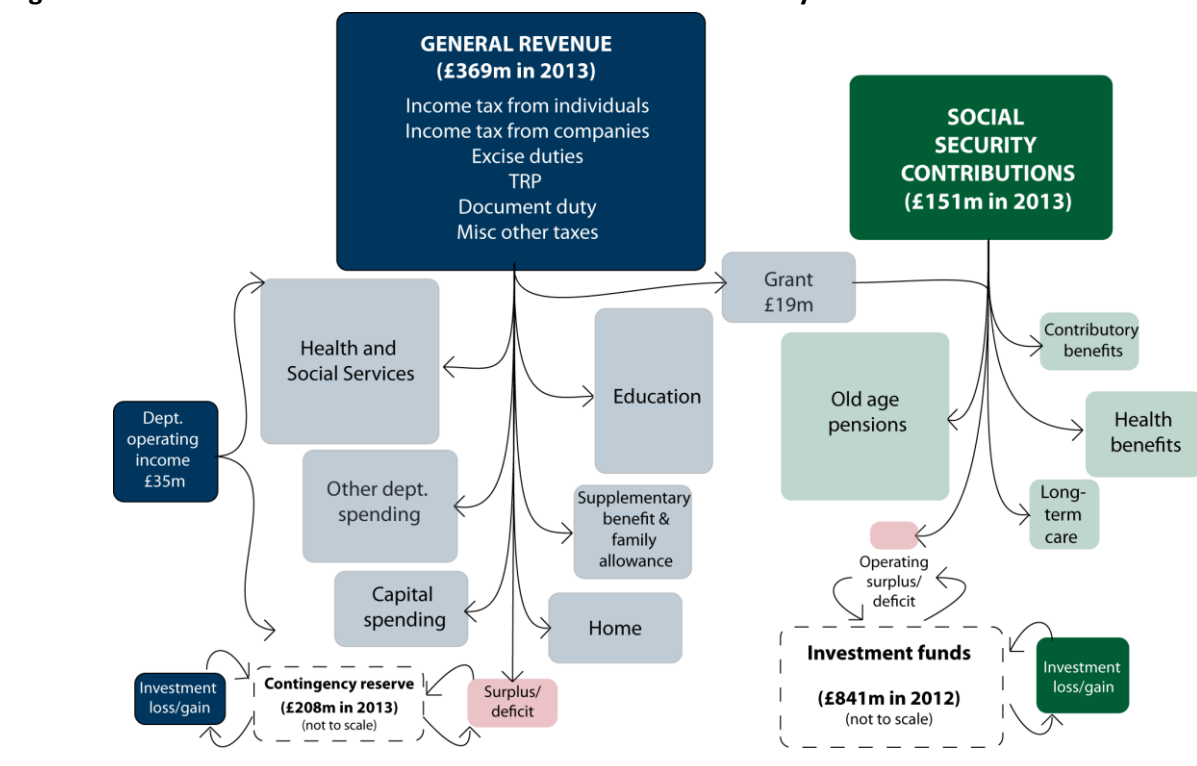 GENERAL REVENUE
(£369m in 2013)
Income tax from individuals
Income tax from companies
Excise duties
TRP
Document duty
Misc other taxes
SOCIAL
SECURITY
CONTRIBUTIONS
(£151m in 2013)
Grant
£19m
Health and
Social Services
Education
Contributory
benefits
Old age
pensions
Health
benefits
Dept.
operating
income
£35m
Other dept.
spending
Supplementary
benefit &
family
allowance
Long-
term
care
Operating
surplus/
deficit
Capital
spending
Home
Investment
loss/gain
Contingency reserve
(£208m in 2013)
(not to scale)
Surplus/
deficit
Investment funds
(£841m in 2012)
(not to scale)
Investment
loss/gain